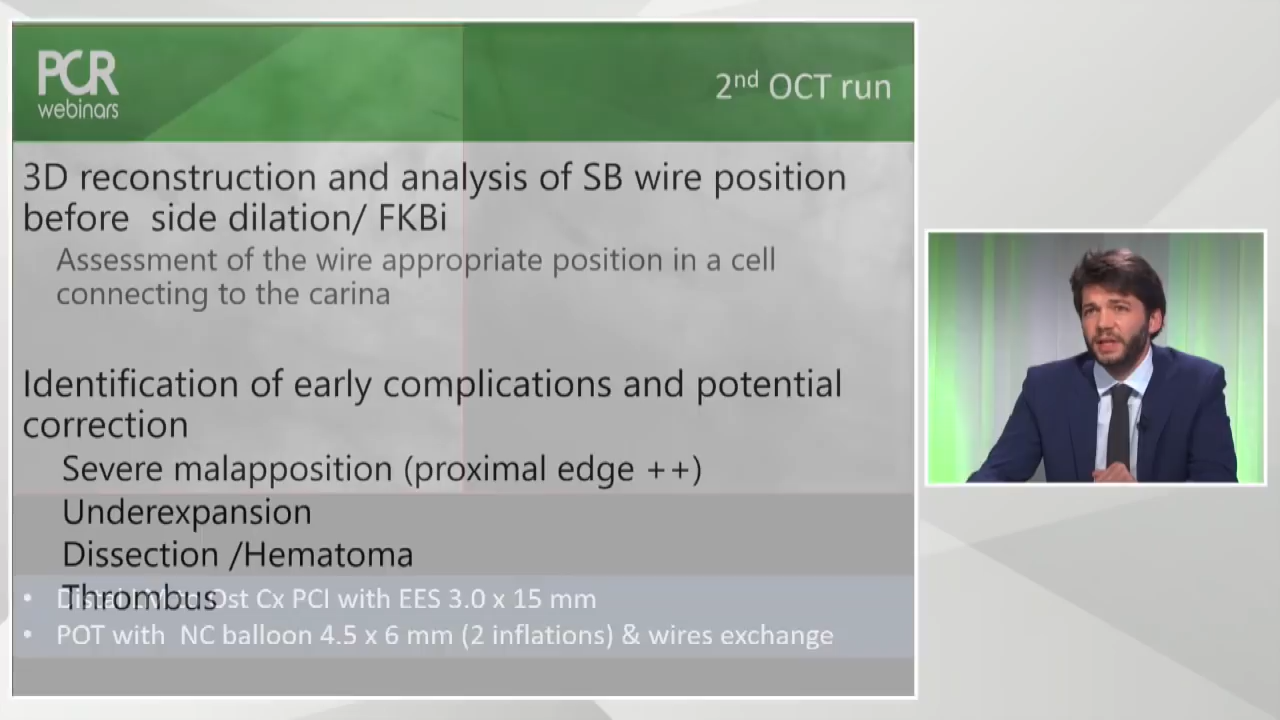 PCR
webinars
2nd OCT run
3D reconstruction and analysis of SB wire position
before side dilation/ FKBi
Assessment of the wire appropriate position in a cell
connecting to the carina
Identification of early complications and potential
correction
Severe malapposition (proximal edge ++)
Underexpansion
Dissection /Hematoma
Thrombus
• Ost Cx PCI with EES 3.0 x 15 mm
• POT with NC balloon 4.5 x 6 mm (2 inflations) & wires exchange